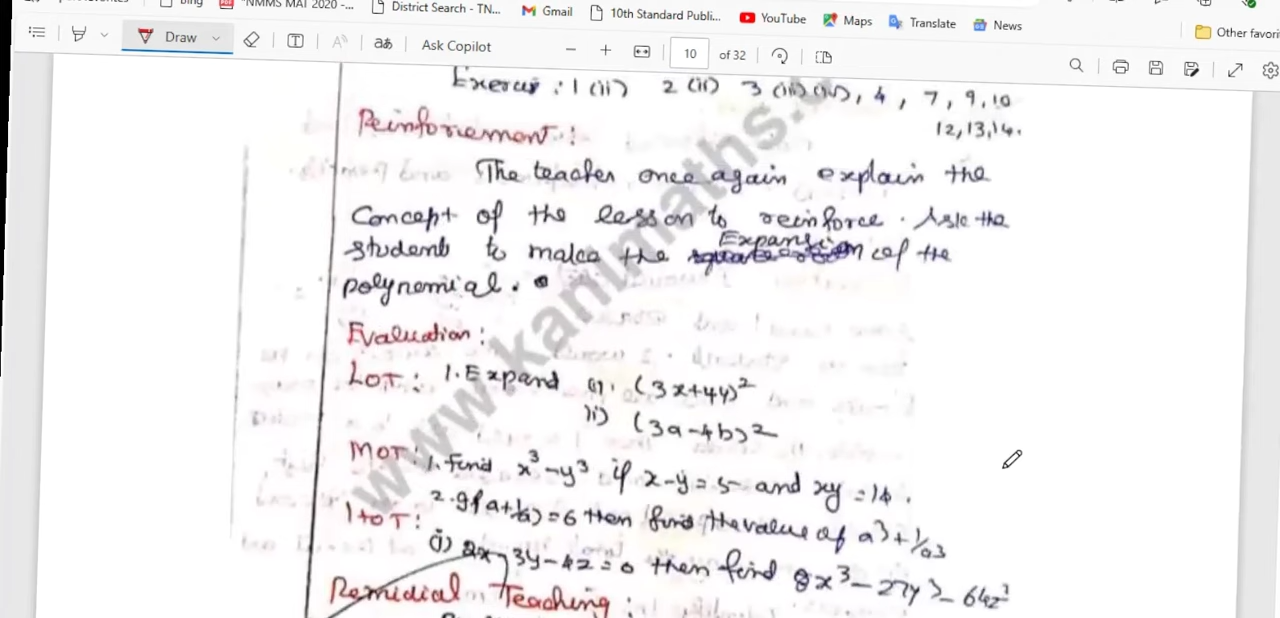 bing
"NMMS MAT 2020 -...
District Search - TN...
Gmail
10th Standard Publi...
YouTube
Maps
Translate
News
Other favori
Draw
Ask Copilot
10 of 32
Exercise : 1 (ii) 2 (ii) 3 (iii) (iv), 4, 7, 9, 10
12, 13, 14.
Reinforcement :
The teacher once again explain the
Concept of the lesson to reinforce. Ask the
students to make the Expansion of the
polynomial.
Evaluation :
LOT : 1. Expand (i). (3x+4y)²
ii) (3a-4b)²
MOT : 1. Find x³-y³ if x-y=5 and xy=14.
2. If (a+1/a)=6 then find the value of a³+1/a³
HOT :
(i) 2x-3y-4z=0 then find 8x³-27y³-64z³
Remidial Teaching :
www.kanimaths.c